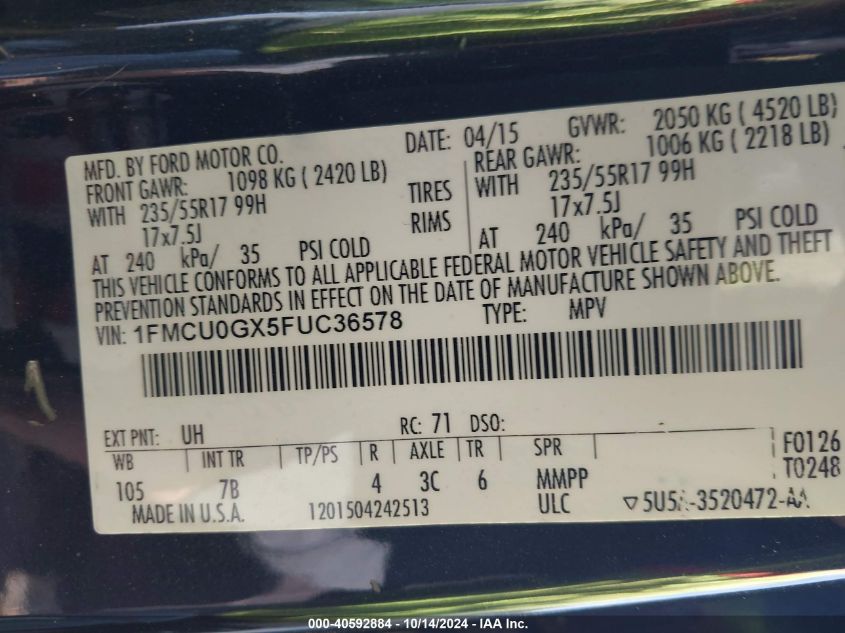 MFD. BY FORD MOTOR CO. DATE: 04/15 GVWR: 2050 KG ( 4520 LB)
FRONT GAWR: 1098 KG ( 2420 LB) REAR GAWR: 1006 KG ( 2218 LB)
WITH 235/55R17 99H TIRES WITH 235/55R17 99H
17x7.5J RIMS 17x7.5J
AT 240 kPa/ 35 PSI COLD AT 240 kPa/ 35 PSI COLD
THIS VEHICLE CONFORMS TO ALL APPLICABLE FEDERAL MOTOR VEHICLE SAFETY AND THEFT
PREVENTION STANDARDS IN EFFECT ON THE DATE OF MANUFACTURE SHOWN ABOVE.
VIN: 1FMCU0GX5FUC36578 TYPE: MPV
EXT PNT: UH RC: 71 DSO:
WB INT TR TP/PS R AXLE TR SPR F0126
105 7B 4 3C 6 MMPP T0248
MADE IN U.S.A. 1201504242513 ULC
000-40592884 - 10/14/2024 - IAA Inc.